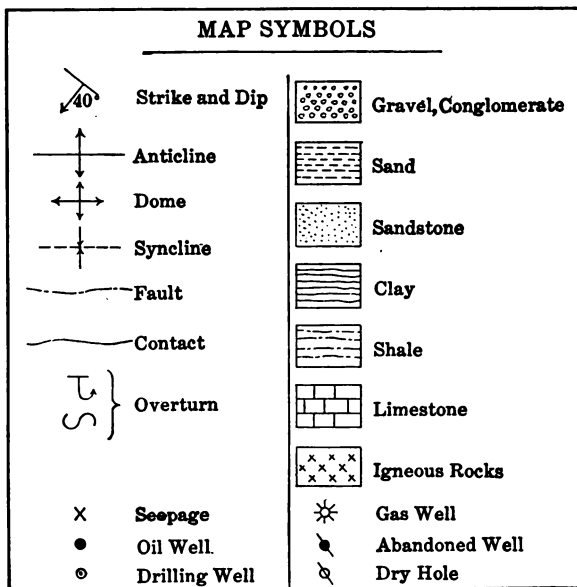 MAP SYMBOLS
40°
Strike and Dip
Anticline
Dome
Syncline
Fault
Contact
Overturn
x Seepage
Oil Well.
Drilling Well
Gravel, Conglomerate
Sand
Sandstone
Clay
Shale
Limestone
Igneous Rocks
Gas Well
Abandoned Well
Dry Hole